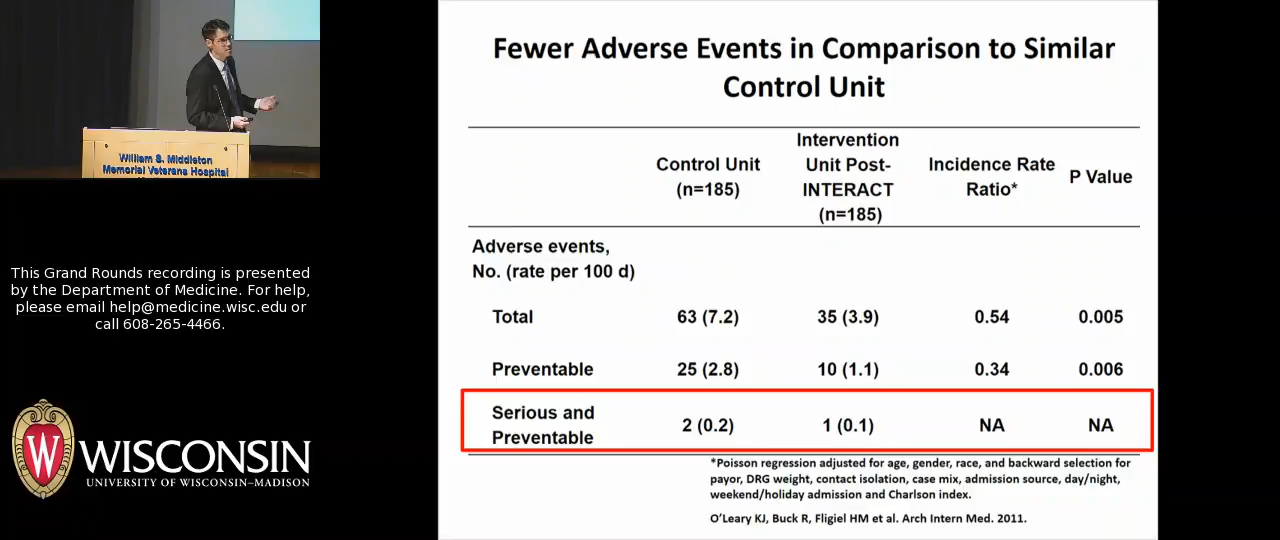 William S. Middleton
Memorial Veterans Hospital
This Grand Rounds recording is presented
by the Department of Medicine. For help,
please email help@medicine.wisc.edu or
call 608-265-4466.
W
WISCONSIN
UNIVERSITY OF WISCONSIN–MADISON
Fewer Adverse Events in Comparison to Similar
Control Unit
Control Unit
(n=185)
Intervention
Unit Post-
INTERACT
(n=185)
Incidence Rate
Ratio*
P Value
Adverse events,
No. (rate per 100 d)
Total 63 (7.2) 35 (3.9) 0.54 0.005
Preventable 25 (2.8) 10 (1.1) 0.34 0.006
Serious and
Preventable 2 (0.2) 1 (0.1) NA NA
*Poisson regression adjusted for age, gender, race, and backward selection for
payor, DRG weight, contact isolation, case mix, admission source, day/night,
weekend/holiday admission and Charlson index.
O'Leary KJ, Buck R, Fligiel HM et al. Arch Intern Med. 2011.